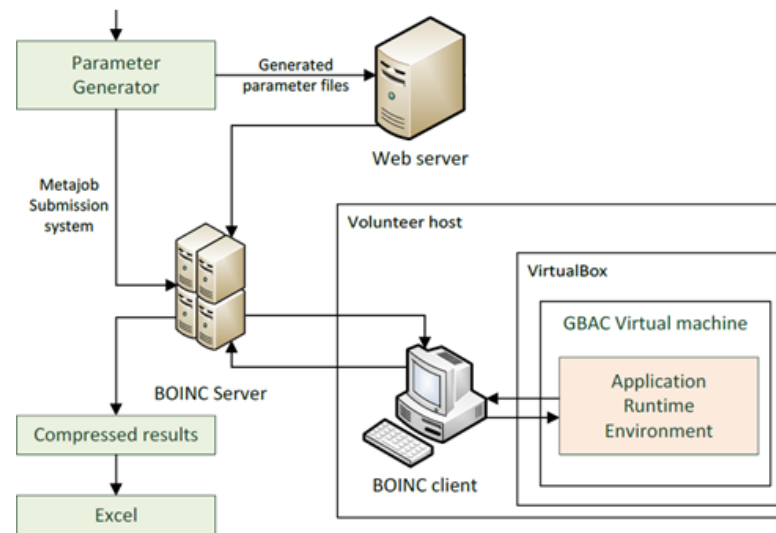 Parameter
Generator
Generated
parameter files
Web server
Metajob
Submission
system
Volunteer host
VirtualBox
GBAC Virtual machine
Application
Runtime
Environment
BOINC Server
Compressed results
BOINC client
Excel